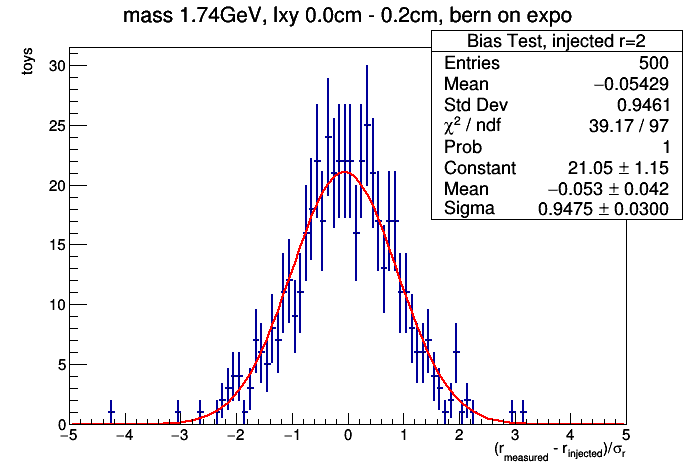 mass 1.74GeV, lxy 0.0cm - 0.2cm, bern on expo
Bias Test, injected r=2
Entries 500
Mean −0.05429
Std Dev 0.9461
χ² / ndf 39.17 / 97
Prob 1
Constant 21.05 ± 1.15
Mean −0.053 ± 0.042
Sigma 0.9475 ± 0.0300
toys
30
25
20
15
10
5
0
−5 −4 −3 −2 −1 0 1 2 3 4 5
(r_measured - r_injected)/σ_r